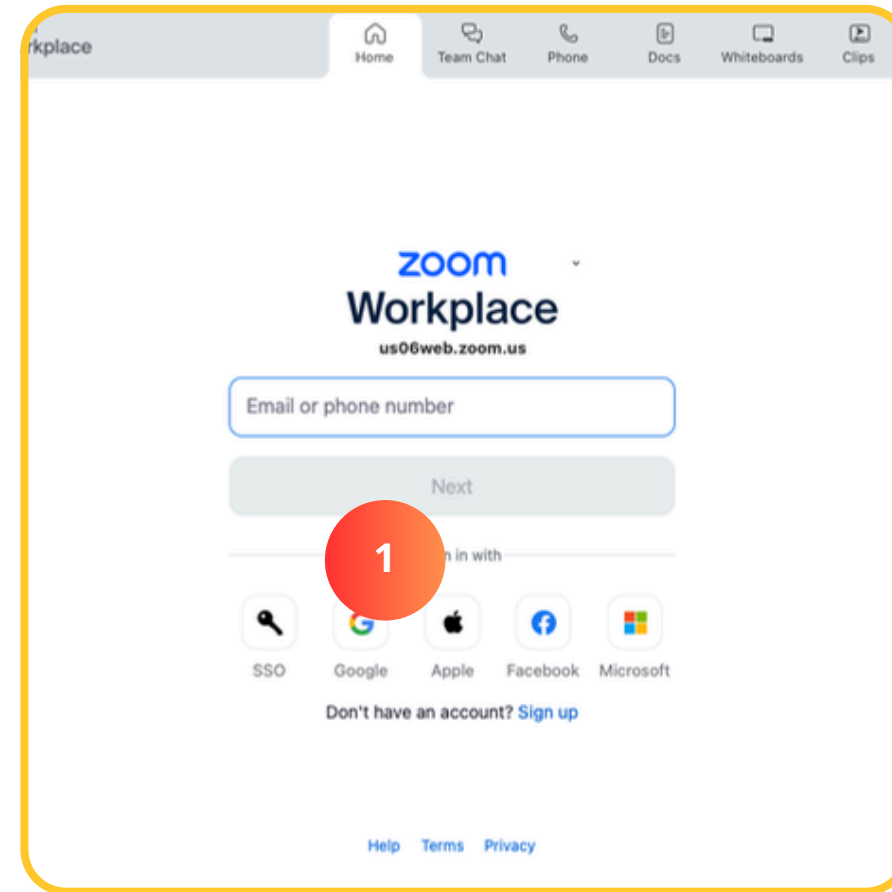 rkplace
Home Team Chat Phone Docs Whiteboards Clips
zoom
Workplace
us06web.zoom.us
Email or phone number
Next
1
in with
SSO Google Apple Facebook Microsoft
Don't have an account? Sign up
Help Terms Privacy